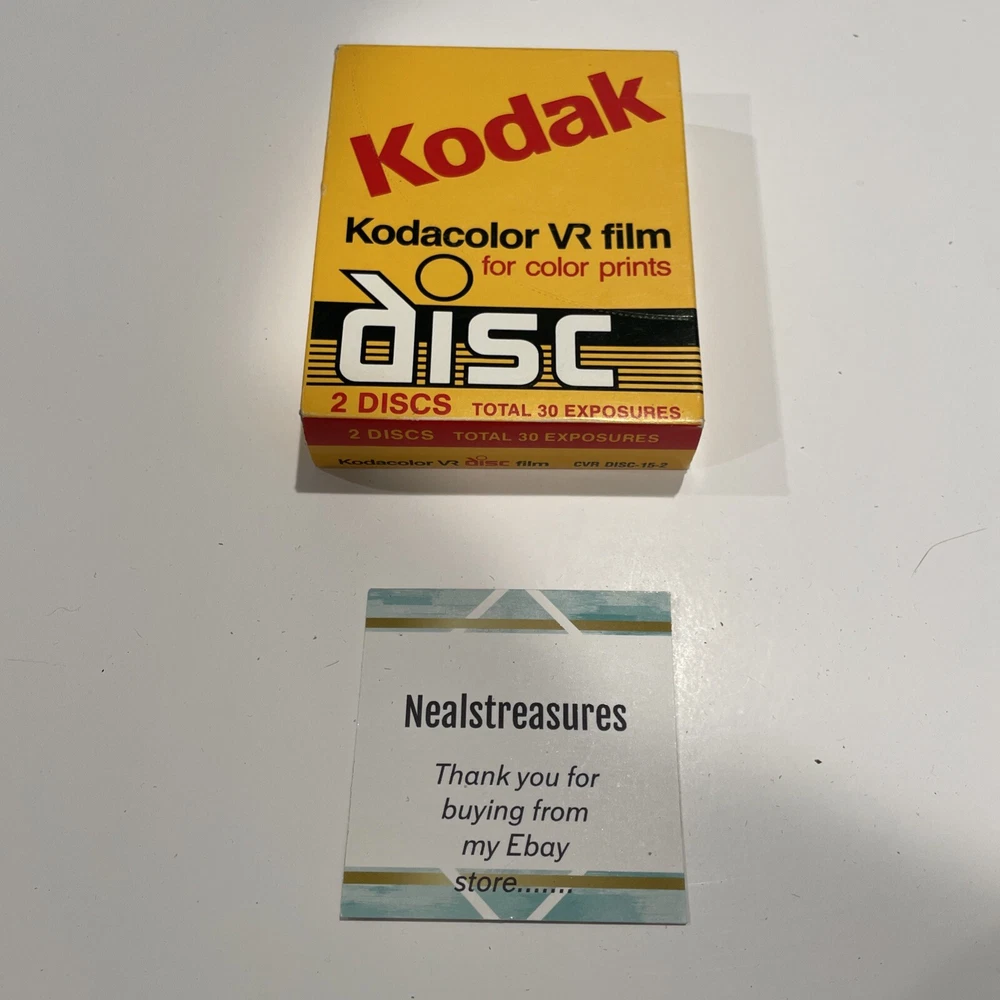 Kodak
Kodacolor VR film
for color prints
disc
2 DISCS TOTAL 30 EXPOSURES
2 DISCS TOTAL 30 EXPOSURES
Kodacolor VR disc film CVR DISC-15-2
Nealstreasures
Thank you for
buying from
my Ebay
store.......